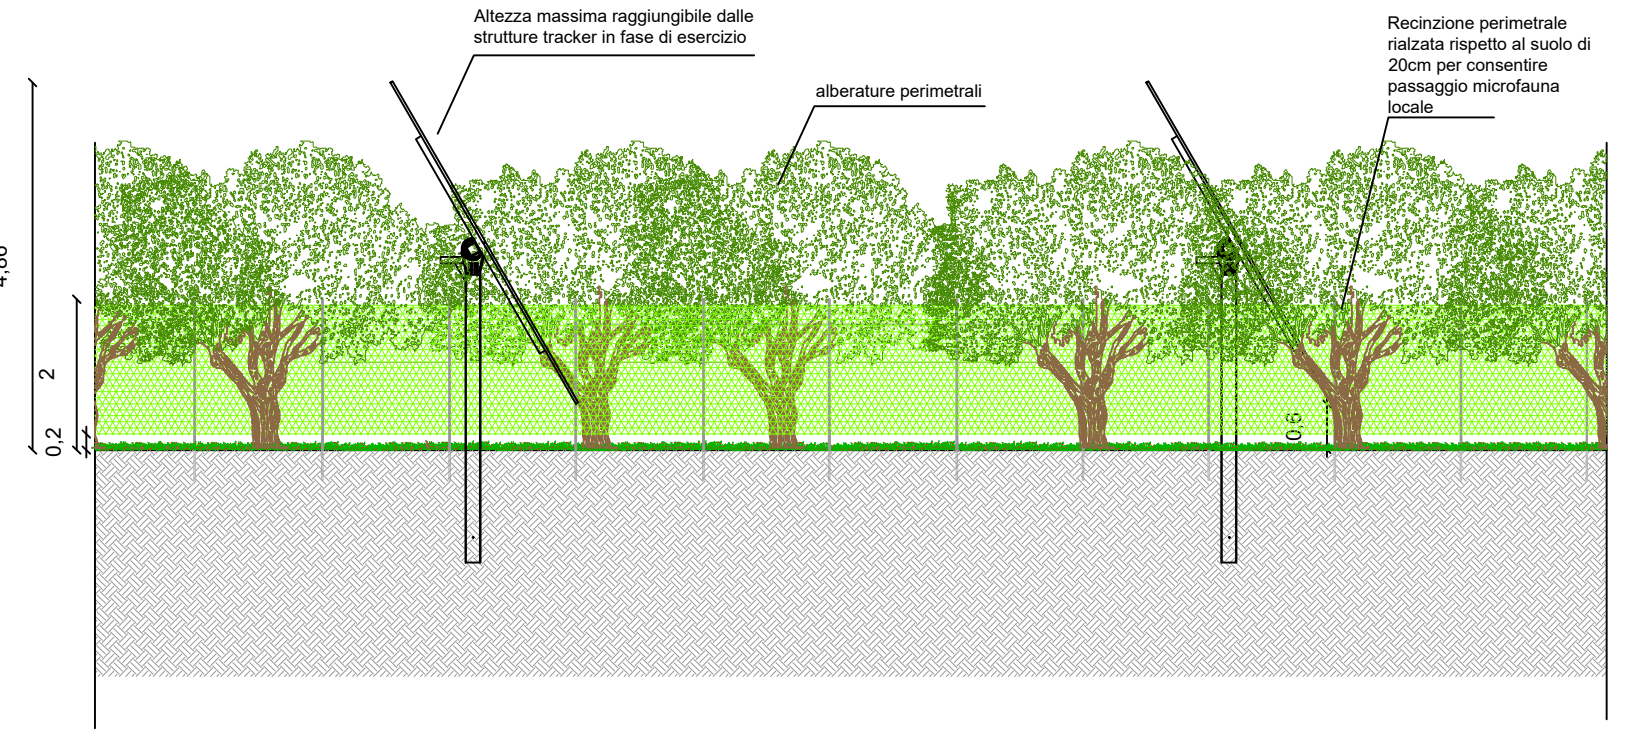 Altezza massima raggiungibile dalle
strutture tracker in fase di esercizio
alberature perimetrali
Recinzione perimetrale
rialzata rispetto al suolo di
20cm per consentire
passaggio microfauna
locale
2
0,2
0,6